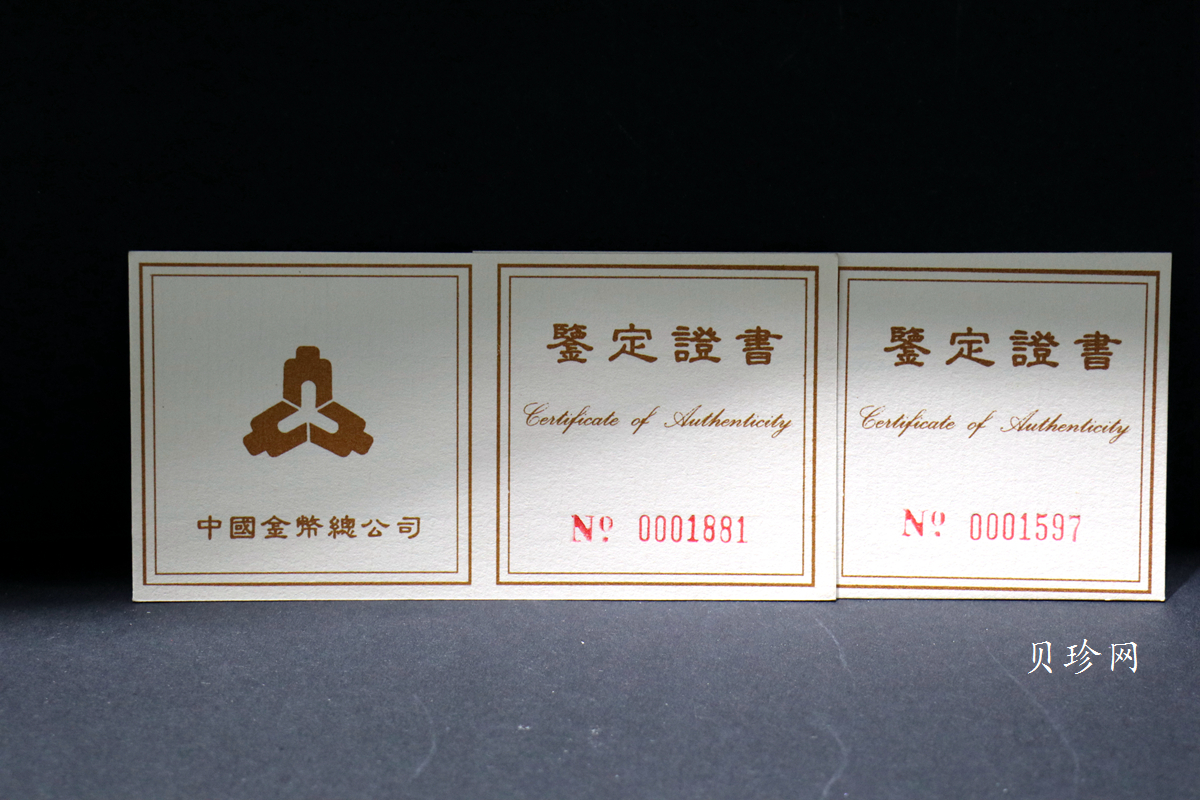 中國金幣總公司
鑒定證書
Certificate of Authenticity
Nº 0001881
鑒定證書
Certificate of Authenticity
Nº 0001597
贝珍网